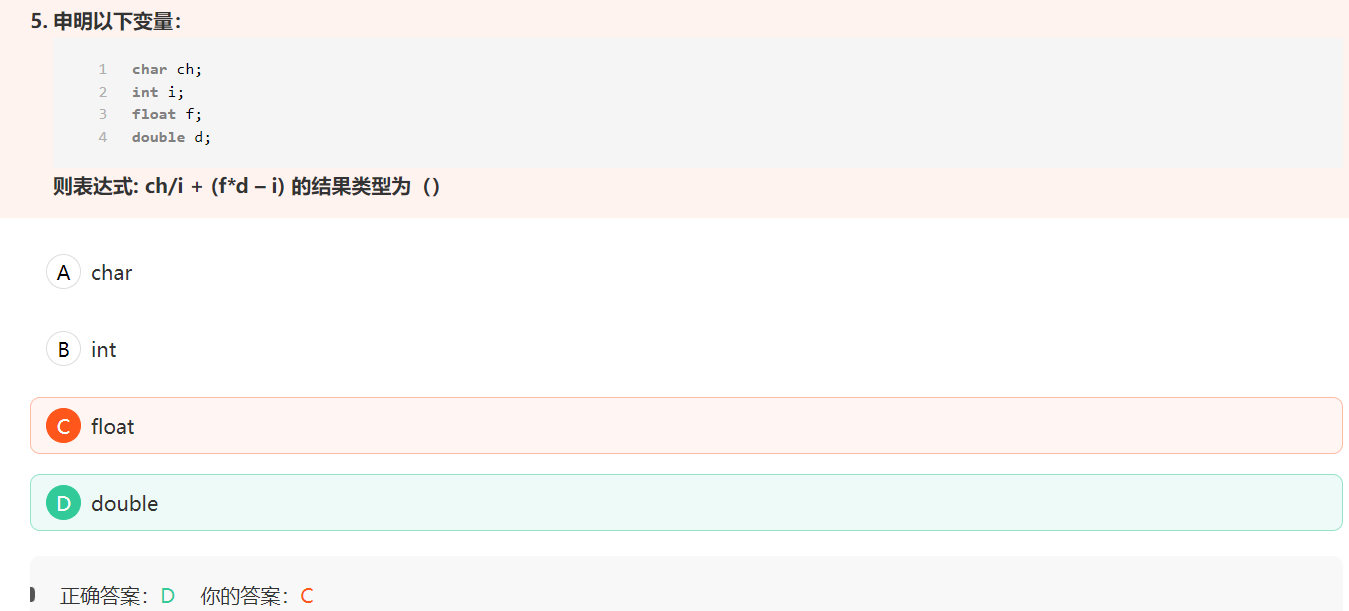 5. 申明以下变量：
1 char ch;
2 int i;
3 float f;
4 double d;
则表达式: ch/i + (f*d – i) 的结果类型为（）
A char
B int
C float
D double
正确答案：D 你的答案：C